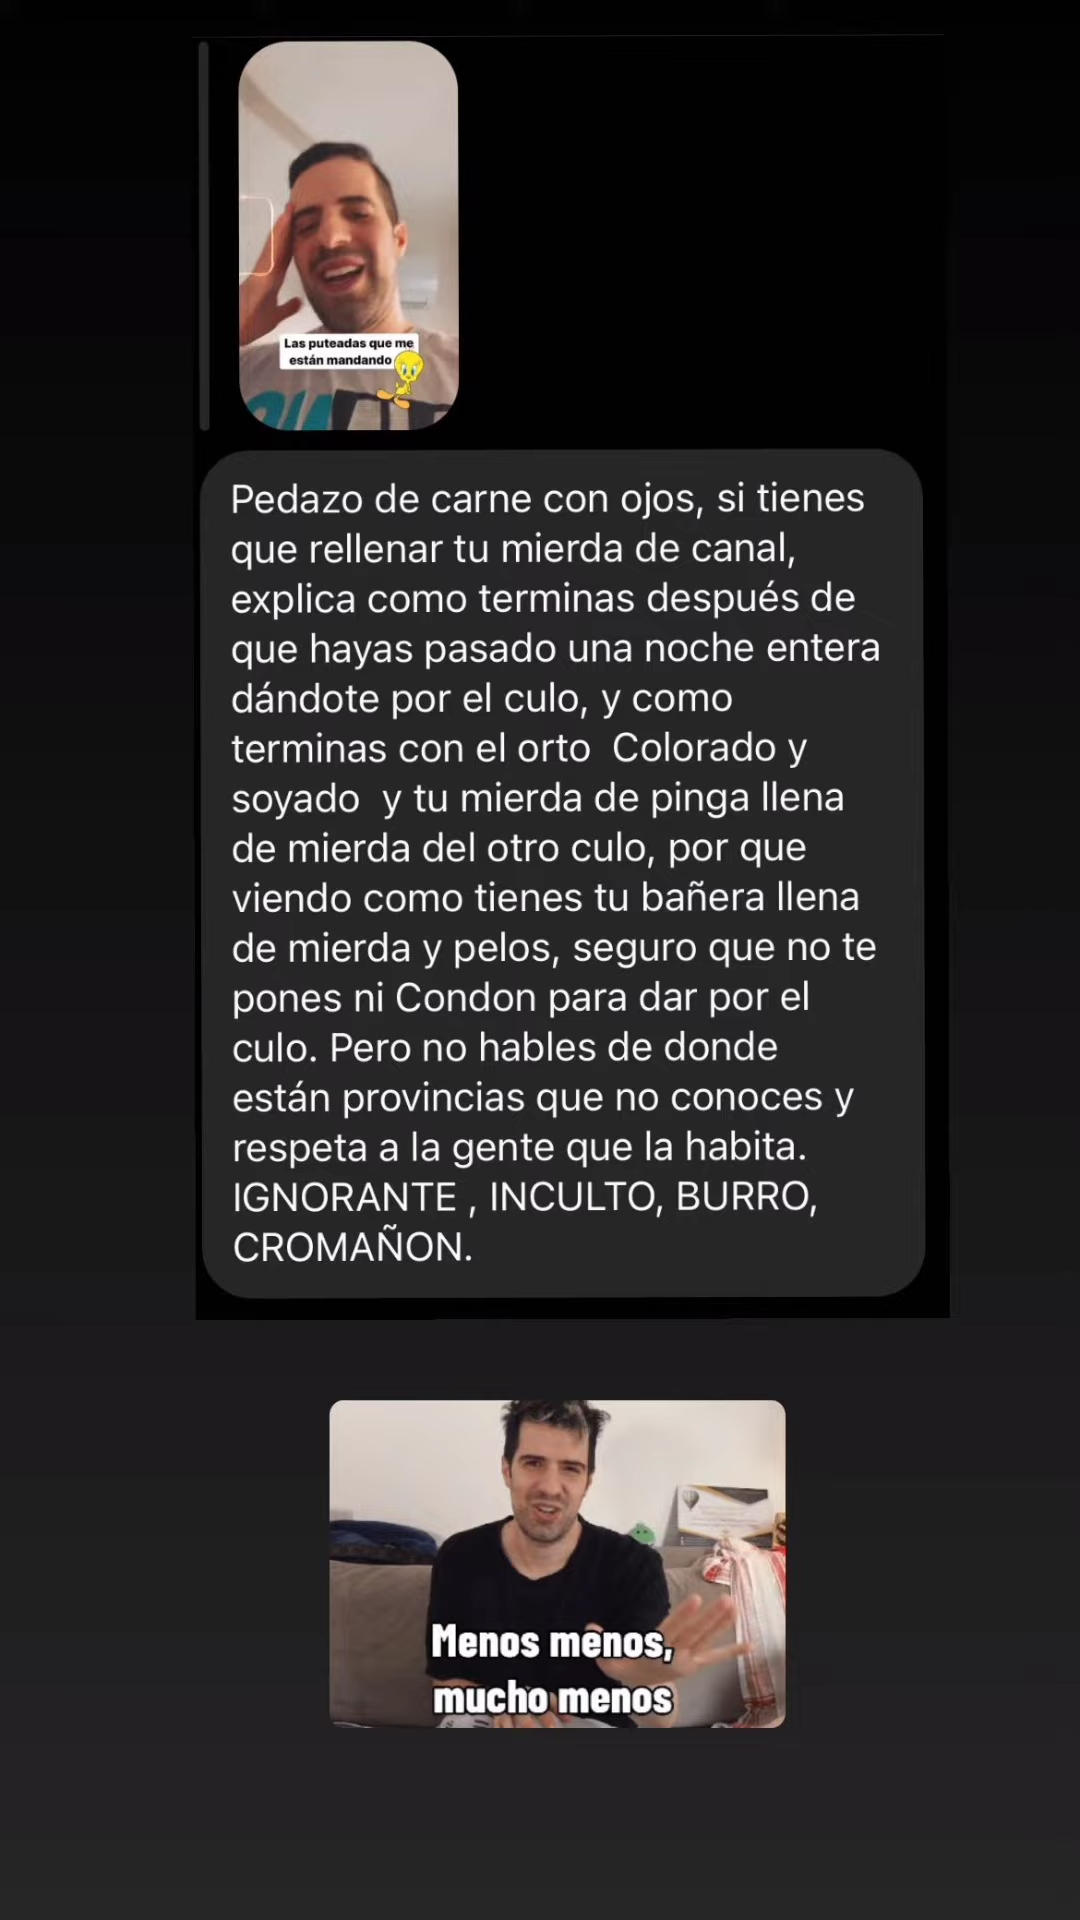 Las puteadas que me
están mandando
Pedazo de carne con ojos, si tienes
que rellenar tu mierda de canal,
explica como terminas después de
que hayas pasado una noche entera
dándote por el culo, y como
terminas con el orto  Colorado y
soyado  y tu mierda de pinga llena
de mierda del otro culo, por que
viendo como tienes tu bañera llena
de mierda y pelos, seguro que no te
pones ni Condon para dar por el
culo. Pero no hables de donde
están provincias que no conoces y
respeta a la gente que la habita.
IGNORANTE , INCULTO, BURRO,
CROMAÑON.
Menos menos,
mucho menos